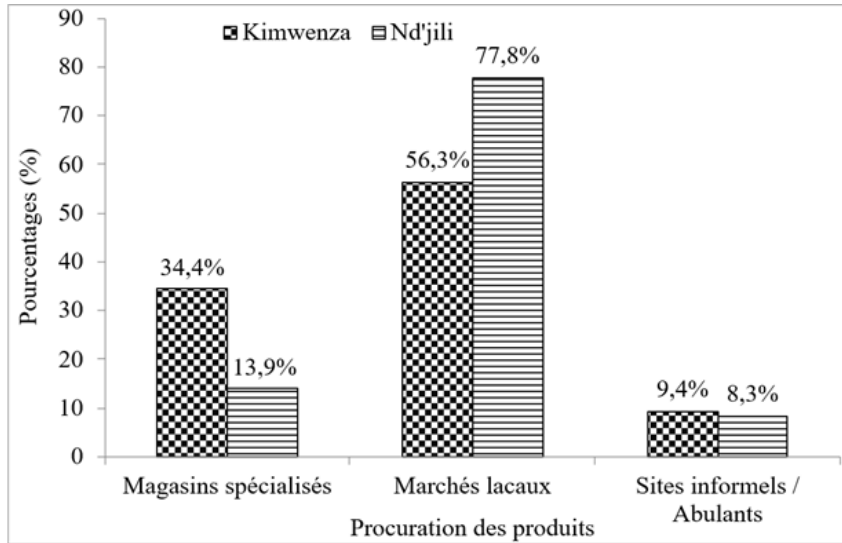 90
80
70
60
50
40
30
20
10
0
Pourcentages (%)
Kimwenza Nd'jili
34,4%
13,9%
56,3%
77,8%
9,4%
8,3%
Magasins spécialisés
Marchés lacaux
Sites informels /
Abulants
Procuration des produits